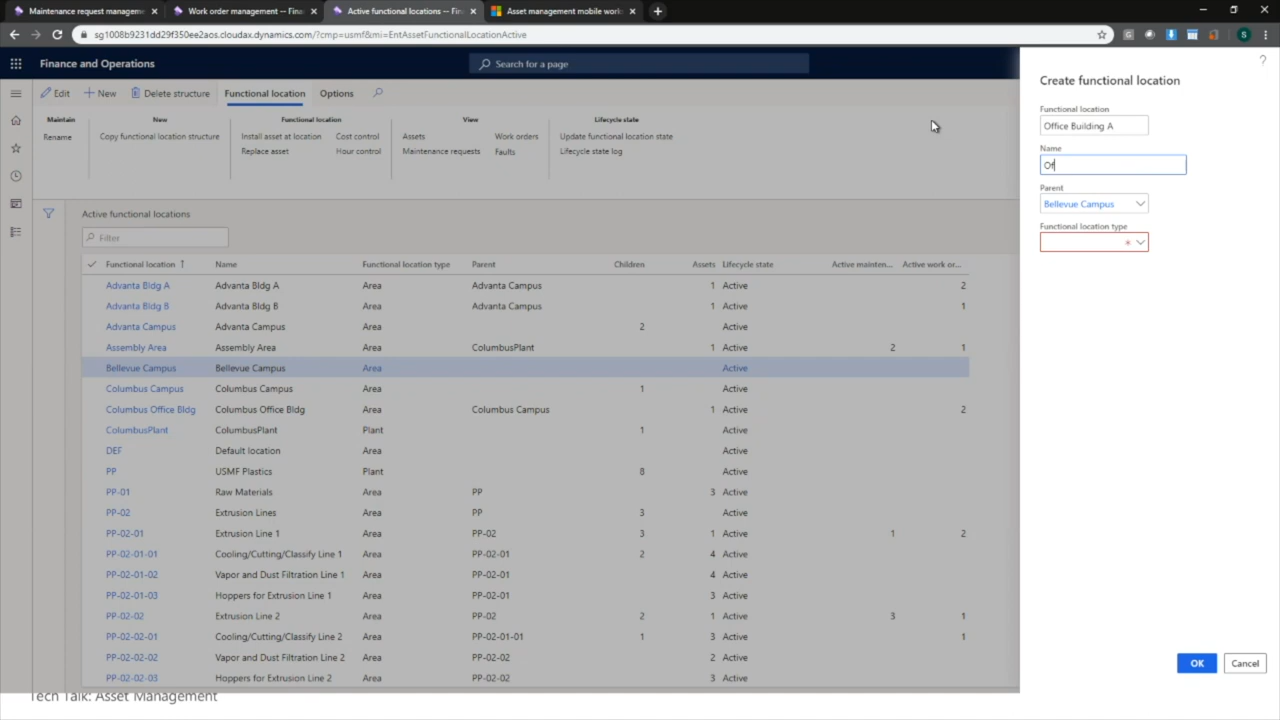 Maintenance request managemen
Work order management -- Finan
Active functional locations -- Fina
Asset management mobile works
sg1008b9231dd29f350ee2aos.cloudax.dynamics.com/?cmp=usmf&mi=EntAssetFunctionalLocationActive
Finance and Operations
Search for a page
Edit
New
Delete structure
Functional location
Options
Maintain
New
Functional location
View
Lifecycle state
Rename
Copy functional location structure
Install asset at location
Cost control
Replace asset
Hour control
Assets
Work orders
Maintenance requests
Faults
Update functional location state
Lifecycle state log
Active functional locations
Filter
Functional location Name Functional location type Parent Children Assets Lifecycle state Active mainten... Active work or...
Advanta Bldg A Advanta Bldg A Area Advanta Campus 1 Active 2
Advanta Bldg B Advanta Bldg B Area Advanta Campus 1 Active 1
Advanta Campus Advanta Campus Area 2 Active
Assembly Area Assembly Area Area ColumbusPlant 1 Active 2 1
Bellevue Campus Bellevue Campus Area Active
Columbus Campus Columbus Campus Area 1 Active
Columbus Office Bldg Columbus Office Bldg Area Columbus Campus 1 Active 2
ColumbusPlant ColumbusPlant Plant 1 Active
DEF Default location Area Active
PP USMF Plastics Plant 8 Active
PP-01 Raw Materials Area PP 3 Active
PP-02 Extrusion Lines Area PP 3 Active
PP-02-01 Extrusion Line 1 Area PP-02 3 1 Active 1 2
PP-02-01-01 Cooling/Cutting/Classify Line 1 Area PP-02-01 2 4 Active
PP-02-01-02 Vapor and Dust Filtration Line 1 Area PP-02-01 4 Active
PP-02-01-03 Hoppers for Extrusion Line 1 Area PP-02-01 3 Active
PP-02-02 Extrusion Line 2 Area PP-02 2 1 Active 3 1
PP-02-02-01 Cooling/Cutting/Classify Line 2 Area PP-02-01-01 1 3 Active 1
PP-02-02-02 Vapor and Dust Filtration Line 2 Area PP-02-02 2 Active
PP-02-02-03 Hoppers for Extrusion Line 2 Area PP-02-02 3 Active
Tech Talk: Asset Management
?
Create functional location
Functional location
Office Building A
Name
Of
Parent
Bellevue Campus
Functional location type
*
OK
Cancel
S